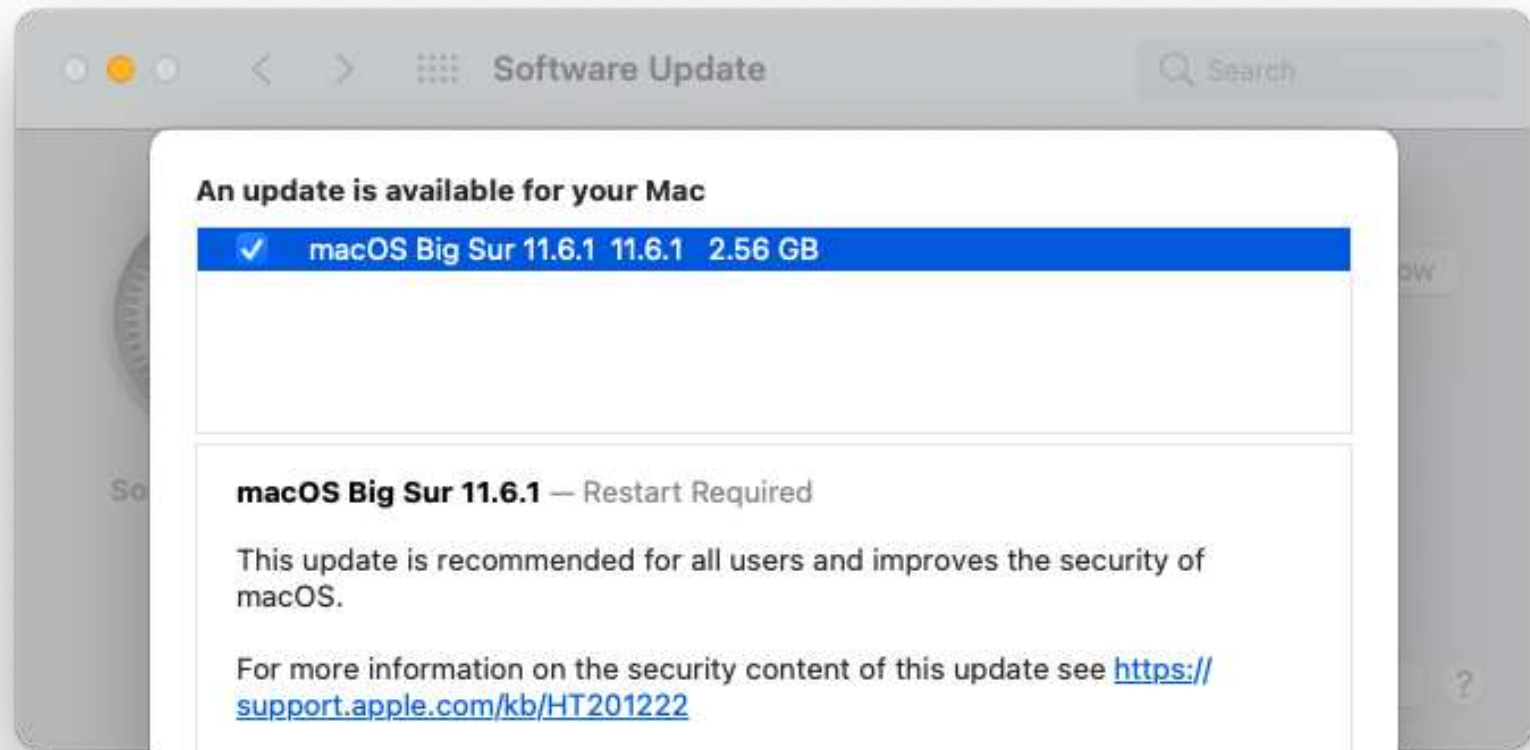 Software Update
Search
An update is available for your Mac
macOS Big Sur 11.6.1 11.6.1 2.56 GB
macOS Big Sur 11.6.1 — Restart Required
This update is recommended for all users and improves the security of
macOS.
For more information on the security content of this update see https://
support.apple.com/kb/HT201222
?